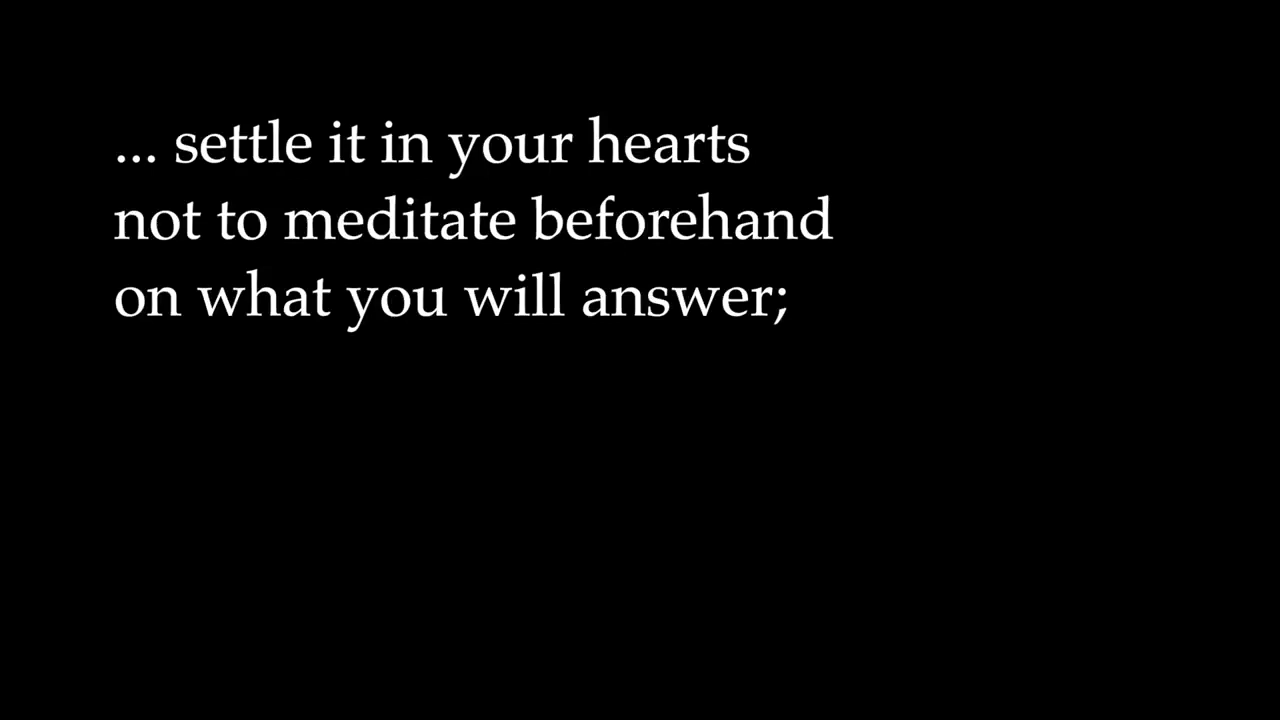 ... settle it in your hearts
not to meditate beforehand
on what you will answer;